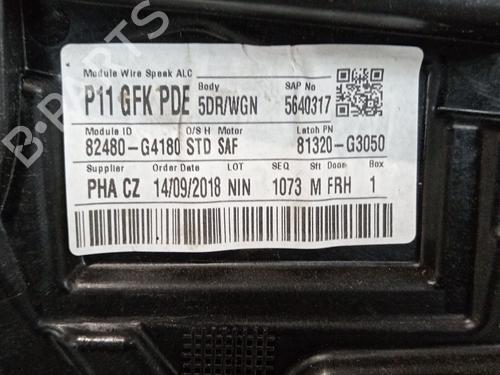 Module Wire Speak ALC
P11 GFK PDE
Body
5DR/WGN
SAP No
5640317
Module ID
82480-G4180
O/S H
STD
Motor
SAF
Latch PN
81320-G3050
Supplier
PHA CZ
Order Date
14/09/2018
LOT
NIN
SEQ
1073
Sft
M
Door
FRH
Box
1
B-PARTS